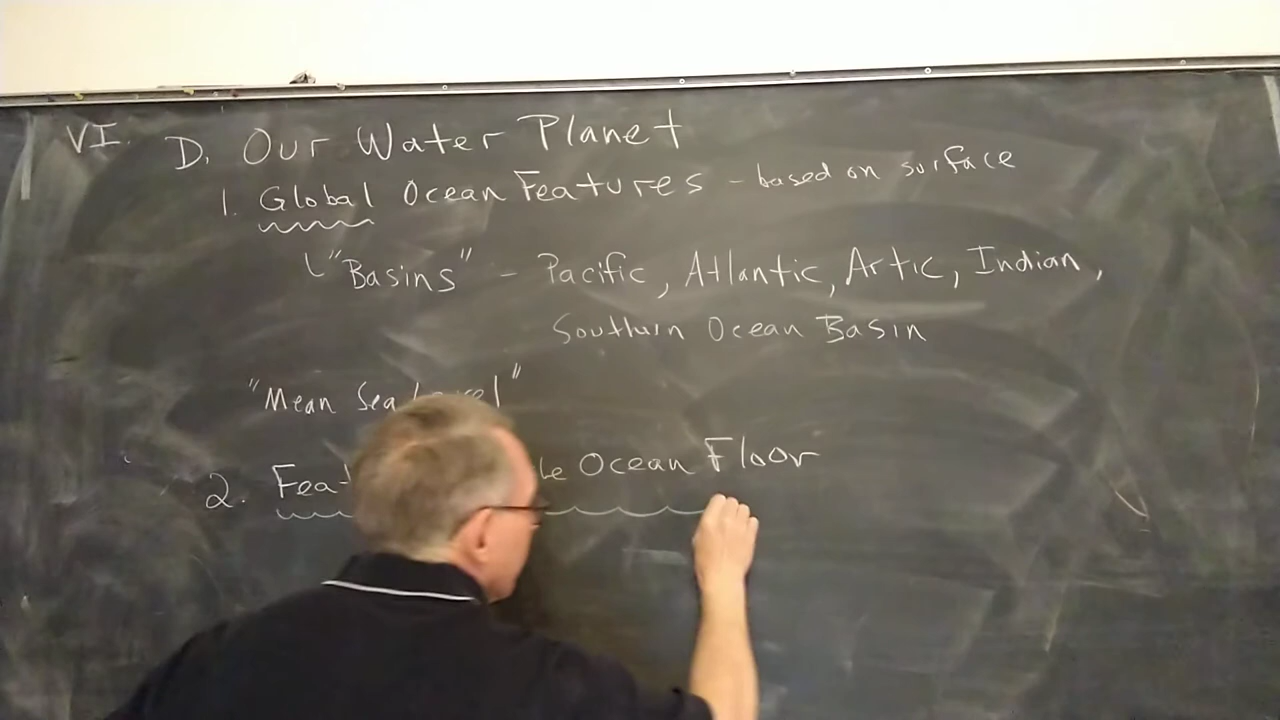 VI. D. Our Water Planet
1. Global Ocean Features - based on surface
"Basins" - Pacific, Atlantic, Artic, Indian,
Southern Ocean Basin
"Mean Sea
2. Ocean Floor